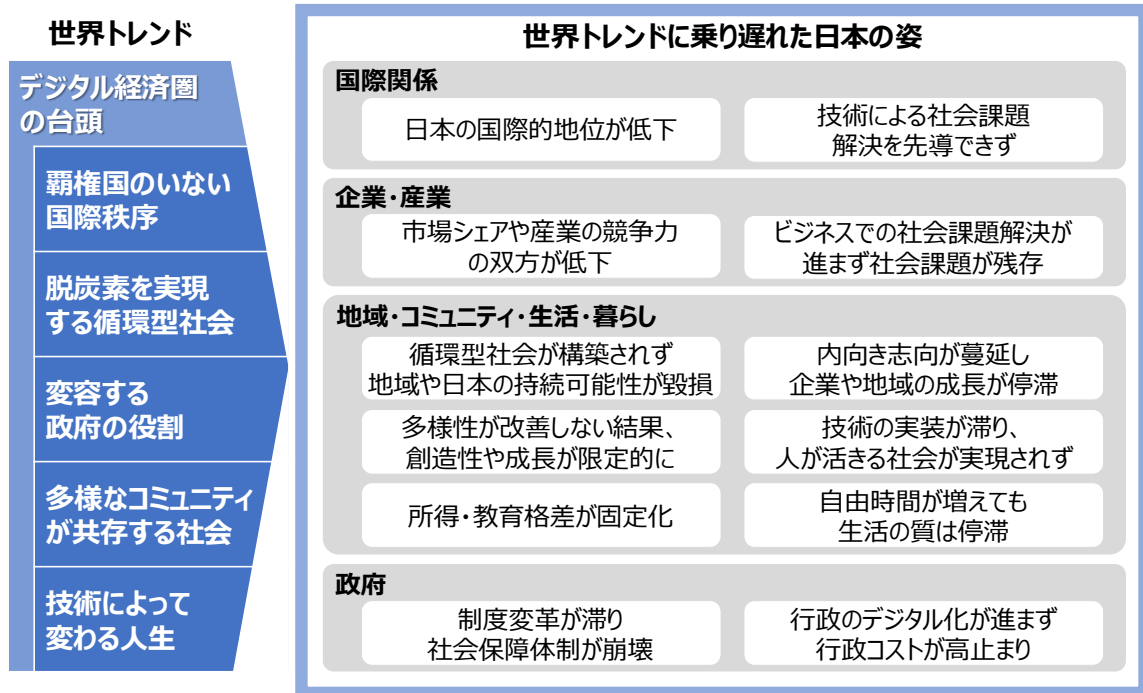 世界トレンド
デジタル経済圏
の台頭
覇権国のいない
国際秩序
脱炭素を実現
する循環型社会
変容する
政府の役割
多様なコミュニティ
が共存する社会
技術によって
変わる人生
世界トレンドに乗り遅れた日本の姿
国際関係
日本の国際的地位が低下
技術による社会課題
解決を先導できず
企業・産業
市場シェアや産業の競争力
の双方が低下
ビジネスでの社会課題解決が
進まず社会課題が残存
地域・コミュニティ・生活・暮らし
循環型社会が構築されず
地域や日本の持続可能性が毀損
内向き志向が蔓延し
企業や地域の成長が停滞
多様性が改善しない結果、
創造性や成長が限定的に
技術の実装が滞り、
人が活きる社会が実現されず
所得・教育格差が固定化
自由時間が増えても
生活の質は停滞
政府
制度変革が滞り
社会保障体制が崩壊
行政のデジタル化が進まず
行政コストが高止まり